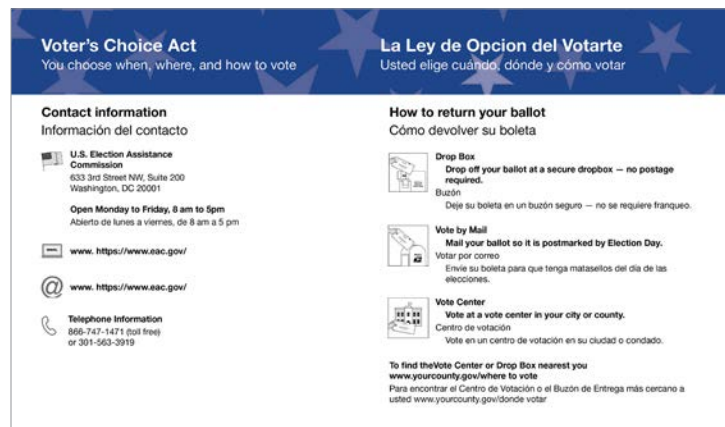 Voter's Choice Act
You choose when, where, and how to vote
La Ley de Opcion del Votarte
Usted elige cuándo, dónde y cómo votar
Contact information
Información del contacto
U.S. Election Assistance
Commission
633 3rd Street NW, Suite 200
Washington, DC 20001
Open Monday to Friday, 8 am to 5pm
Abierto de lunes a viernes, de 8 am a 5 pm
www. https://www.eac.gov/
@ www. https://www.eac.gov/
Telephone Information
866-747-1471 (toll free)
or 301-563-3919
How to return your ballot
Cómo devolver su boleta
Drop Box
Drop off your ballot at a secure dropbox — no postage
required.
Buzón
Deje su boleta en un buzón seguro — no se requiere franqueo.
Vote by Mail
Mail your ballot so it is postmarked by Election Day.
Votar por correo
Envíe su boleta para que tenga matasellos del día de las
elecciones.
Vote Center
Vote at a vote center in your city or county.
Centro de votación
Vote en un centro de votación en su ciudad o condado.
To find theVote Center or Drop Box nearest you
www.yourcounty.gov/where to vote
Para encontrar el Centro de Votación o el Buzón de Entrega más cercano a
usted www.yourcounty.gov/donde votar